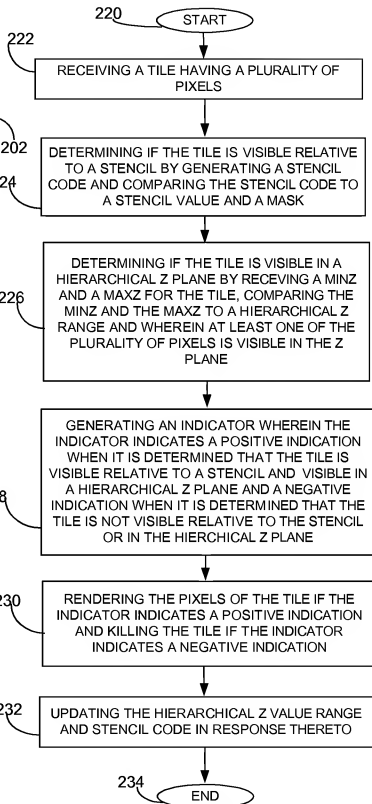 220
START
222
RECEIVING A TILE HAVING A PLURALITY OF
PIXELS
202
24
DETERMINING IF THE TILE IS VISIBLE RELATIVE
TO A STENCIL BY GENERATING A STENCIL
CODE AND COMPARING THE STENCIL CODE TO
A STENCIL VALUE AND A MASK
226
DETERMINING IF THE TILE IS VISIBLE IN A
HIERARCHICAL Z PLANE BY RECEVING A MINZ
AND A MAXZ FOR THE TILE, COMPARING THE
MINZ AND THE MAXZ TO A HIERARCHICAL Z
RANGE AND WHEREIN AT LEAST ONE OF THE
PLURALITY OF PIXELS IS VISIBLE IN THE Z
PLANE
8
GENERATING AN INDICATOR WHEREIN THE
INDICATOR INDICATES A POSITIVE INDICATION
WHEN IT IS DETERMINED THAT THE TILE IS
VISIBLE RELATIVE TO A STENCIL AND VISIBLE IN
A HIERARCHICAL Z PLANE AND A NEGATIVE
INDICATION WHEN IT IS DETERMINED THAT THE
TILE IS NOT VISIBLE RELATIVE TO THE STENCIL
OR IN THE HIERCHICAL Z PLANE
230
RENDERING THE PIXELS OF THE TILE IF THE
INDICATOR INDICATES A POSITIVE INDICATION
AND KILLING THE TILE IF THE INDICATOR
INDICATES A NEGATIVE INDICATION
232
UPDATING THE HIERARCHICAL Z VALUE RANGE
AND STENCIL CODE IN RESPONSE THERETO
234
END